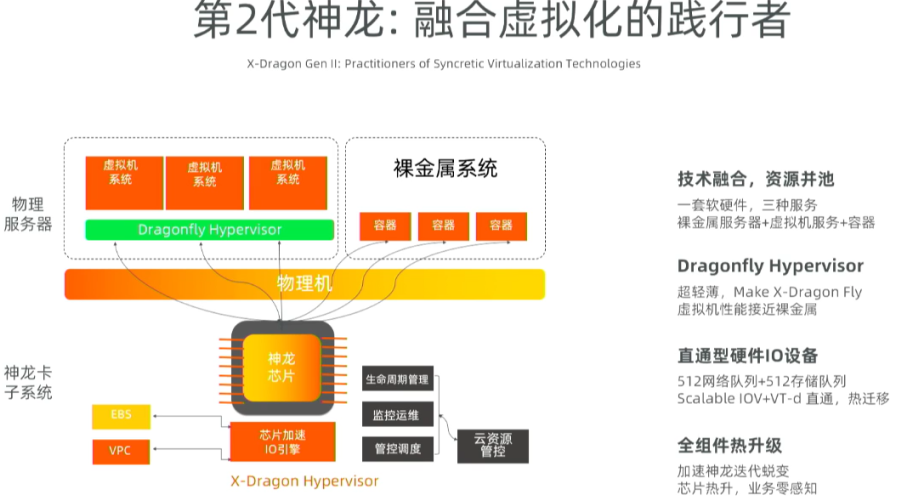 第2代神龙: 融合虚拟化的践行者
X-Dragon Gen II: Practitioners of Syncretic Virtualization Technologies
物理
服务器
虚拟机
系统
虚拟机
系统
虚拟机
系统
Dragonfly Hypervisor
裸金属系统
容器
容器
容器
物理机
神龙卡
子系统
神龙
芯片
EBS
VPC
芯片加速
IO引擎
X-Dragon Hypervisor
生命周期管理
监控运维
管控调度
云资源
管控
技术融合，资源并池
一套软硬件，三种服务
裸金属服务器+虚拟机服务+容器
Dragonfly Hypervisor
超轻薄，Make X-Dragon Fly
虚拟机性能接近裸金属
直通型硬件IO设备
512网络队列+512存储队列
Scalable IOV+VT-d 直通，热迁移
全组件热升级
加速神龙迭代蜕变
芯片热升，业务零感知